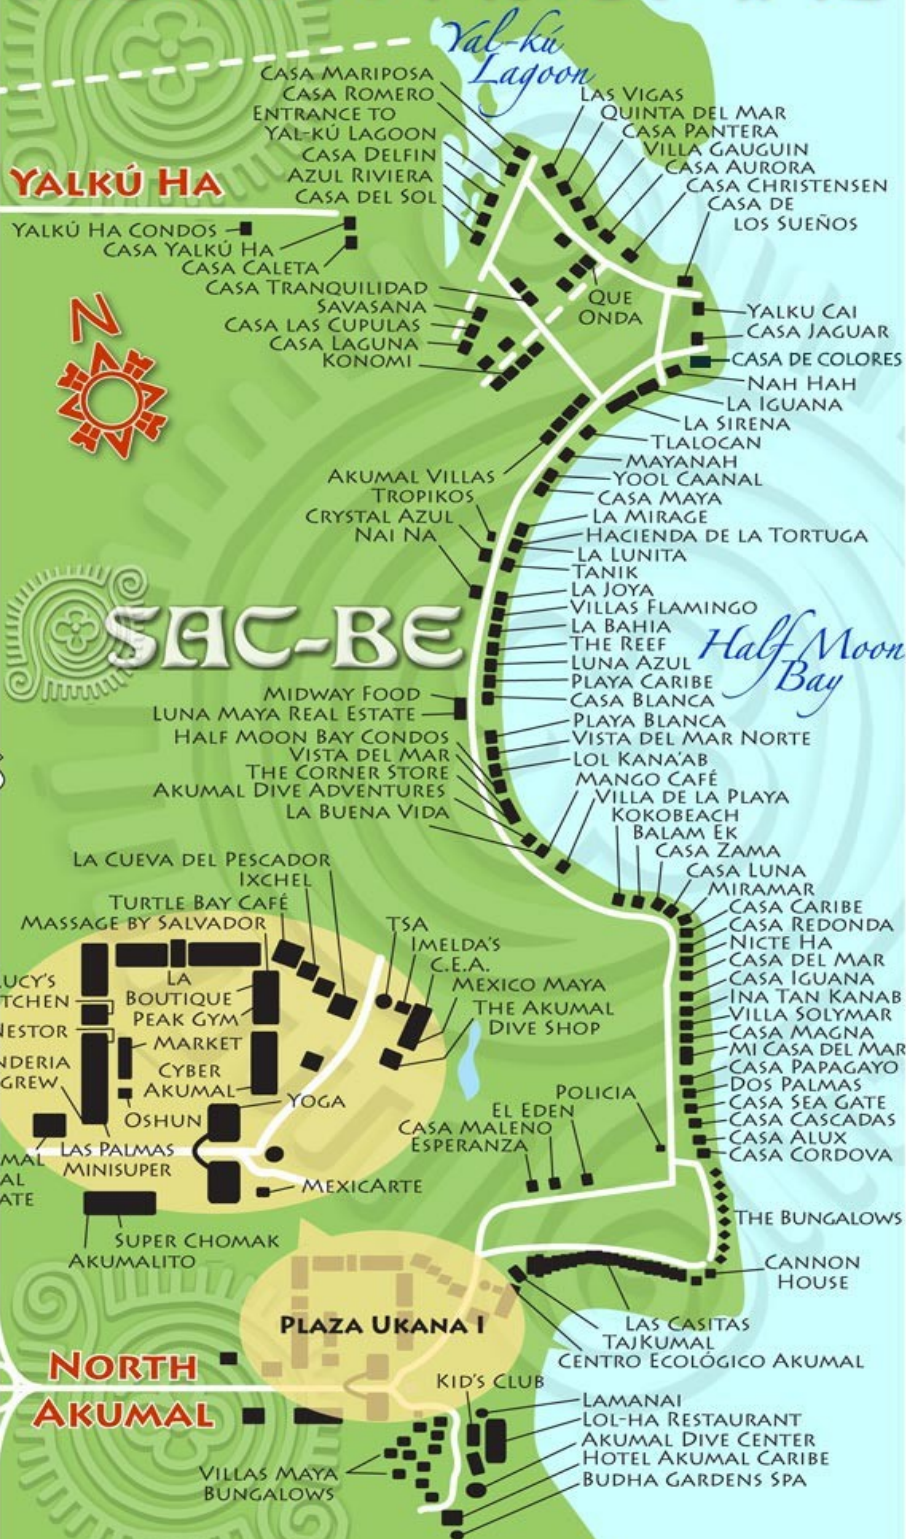 Yal-kú
Lagoon
Casa Mariposa
Casa Romero
Entrance to
Yal-kú Lagoon
Casa Delfin
Azul Riviera
Casa del Sol
Las Vigas
Quinta del Mar
Casa Pantera
Villa Gauguin
Casa Aurora
Casa Christensen
Casa de
los Sueños
Yalkú Ha
Yalkú Ha Condos
Casa Yalkú Ha
Casa Caleta
Casa Tranquilidad
Savasana
Casa Las Cupulas
Casa Laguna
Konomi
Que
Onda
N
Yalku Cai
Casa Jaguar
Casa de Colores
Nah Hah
La Iguana
La Sirena
Tlalocan
Mayanah
Yool Caanal
Casa Maya
La Mirage
Hacienda de la Tortuga
La Lunita
Tanik
La Joya
Villas Flamingo
La Bahia
The Reef
Luna Azul
Playa Caribe
Casa Blanca
Playa Blanca
Vista del Mar Norte
Lol Kana'ab
Mango Café
Villa de la Playa
Kokobeach
Balam Ek
Casa Zama
Casa Luna
Miramar
Casa Caribe
Casa Redonda
Nicte Ha
Casa del Mar
Casa Iguana
Ina Tan Kanab
Villa Solymar
Casa Magna
Mi Casa del Mar
Casa Papagayo
Dos Palmas
Casa Sea Gate
Casa Cascadas
Casa Alux
Casa Cordova
The Bungalows
Cannon
House
Half Moon
Bay
Akumal Villas
Tropikos
Crystal Azul
Nai Na
SAC-BE
Midway Food
Luna Maya Real Estate
Half Moon Bay Condos
Vista del Mar
The Corner Store
Akumal Dive Adventures
La Buena Vida
La Cueva del Pescador
Ixchel
Turtle Bay Café
Massage by Salvador
TSA
Imelda's
C.E.A.
Mexico Maya
The Akumal
Dive Shop
ucy's
tchen
Nestor
nderia
grew
La
Boutique
Peak Gym
Market
Cyber
Akumal
Oshun
Yoga
Las Palmas
Minisuper
mal
al
ate
MexicArte
Super Chomak
Akumalito
Policia
El Eden
Casa Maleno
Esperanza
Plaza Ukana I
Las Casitas
TajKumal
Centro Ecológico Akumal
North
Akumal
Kid's Club
Lamanai
Lol-ha Restaurant
Akumal Dive Center
Hotel Akumal Caribe
Budha Gardens Spa
Villas Maya
Bungalows